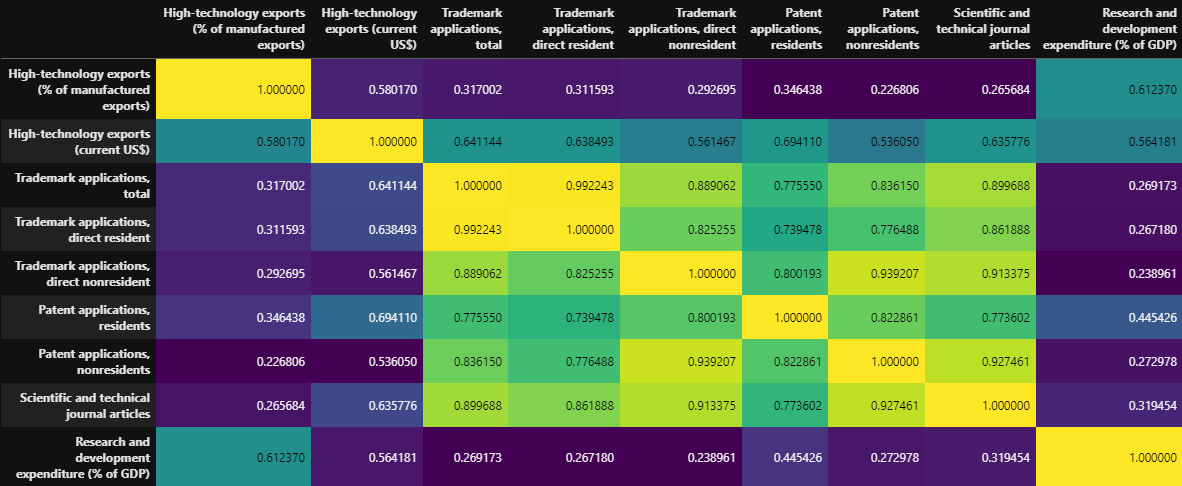 High-technology exports (% of manufactured exports) High-technology exports (current US$) Trademark applications, total Trademark applications, direct resident Trademark applications, direct nonresident Patent applications, residents Patent applications, nonresidents Scientific and technical journal articles Research and development expenditure (% of GDP)
High-technology exports (% of manufactured exports) 1.000000 0.580170 0.317002 0.311593 0.292695 0.346438 0.226806 0.265684 0.612370
High-technology exports (current US$) 0.580170 1.000000 0.641144 0.638493 0.561467 0.694110 0.536050 0.635776 0.564181
Trademark applications, total 0.317002 0.641144 1.000000 0.992243 0.889062 0.775550 0.836150 0.899688 0.269173
Trademark applications, direct resident 0.311593 0.638493 0.992243 1.000000 0.825255 0.739478 0.776488 0.861888 0.267180
Trademark applications, direct nonresident 0.292695 0.561467 0.889062 0.825255 1.000000 0.800193 0.939207 0.913375 0.238961
Patent applications, residents 0.346438 0.694110 0.775550 0.739478 0.800193 1.000000 0.822861 0.773602 0.445426
Patent applications, nonresidents 0.226806 0.536050 0.836150 0.776488 0.939207 0.822861 1.000000 0.927461 0.272978
Scientific and technical journal articles 0.265684 0.635776 0.899688 0.861888 0.913375 0.773602 0.927461 1.000000 0.319454
Research and development expenditure (% of GDP) 0.612370 0.564181 0.269173 0.267180 0.238961 0.445426 0.272978 0.319454 1.000000